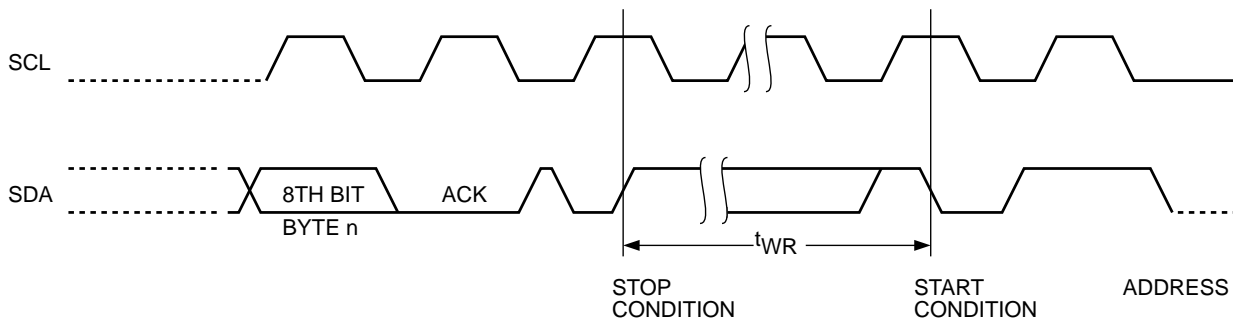 SCL
SDA
8TH BIT
ACK
BYTE n
tWR
STOP
CONDITION
START
CONDITION
ADDRESS